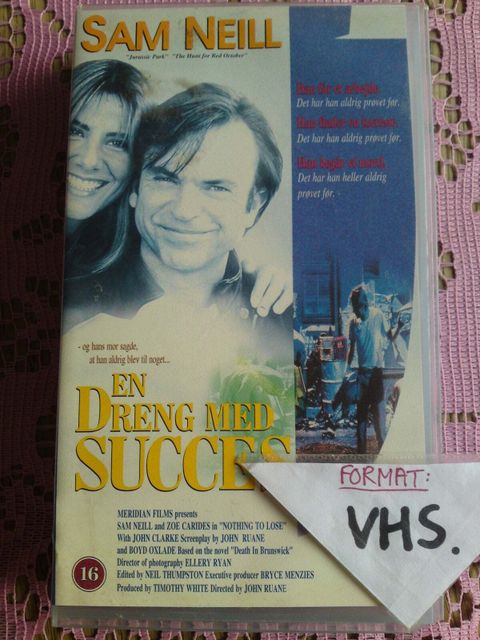 SAM NEILL
"Jurassic Park" "The Hunt for Red October"
Han får et arbejde.
Det har han aldrig prøvet før.
Han finder en kæreste.
Det har han aldrig prøvet før.
Han begår et mord.
Det har han heller aldrig
prøvet før. -
- og hans mor sagde,
at han aldrig blev til noget...
EN
DRENG MED
SUCCES
FORMAT:
VHS.
MERIDIAN FILMS presents
SAM NEILL and ZOE CARIDES in "NOTHING TO LOSE"
With JOHN CLARKE Screenplay by JOHN RUANE
and BOYD OXLADE Based on the novel "Death In Brunswick"
Director of photography ELLERY RYAN
Edited by NEIL THUMPSTON Executive producer BRYCE MENZIES
Produced by TIMOTHY WHITE Directed by JOHN RUANE
16